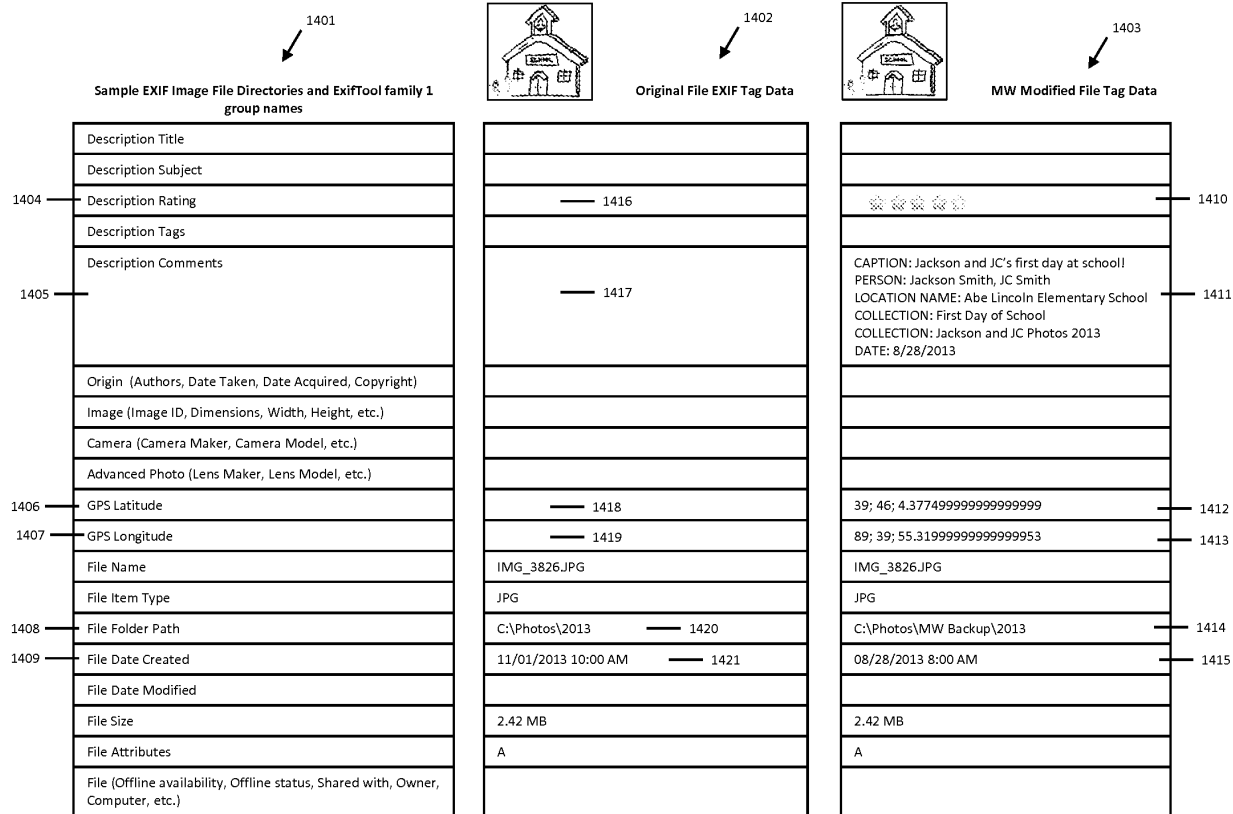 1401
1402
1403
SCHOOL
SCHOOL
Sample EXIF Image File Directories and ExifTool family 1
group names
Original File EXIF Tag Data
MW Modified File Tag Data
Description Title
Description Subject
1404 Description Rating 1416 1410
Description Tags
Description Comments
1405
1417
CAPTION: Jackson and JC's first day at school!
PERSON: Jackson Smith, JC Smith
LOCATION NAME: Abe Lincoln Elementary School 1411
COLLECTION: First Day of School
COLLECTION: Jackson and JC Photos 2013
DATE: 8/28/2013
Origin (Authors, Date Taken, Date Acquired, Copyright)
Image (Image ID, Dimensions, Width, Height, etc.)
Camera (Camera Maker, Camera Model, etc.)
Advanced Photo (Lens Maker, Lens Model, etc.)
1406 GPS Latitude 1418 39; 46; 4.377499999999999999 1412
1407 GPS Longitude 1419 89; 39; 55.31999999999999953 1413
File Name IMG_3826.JPG IMG_3826.JPG
File Item Type JPG JPG
1408 File Folder Path C:\Photos\2013 1420 C:\Photos\MW Backup\2013 1414
1409 File Date Created 11/01/2013 10:00 AM 1421 08/28/2013 8:00 AM 1415
File Date Modified
File Size 2.42 MB 2.42 MB
File Attributes A A
File (Offline availability, Offline status, Shared with, Owner,
Computer, etc.)